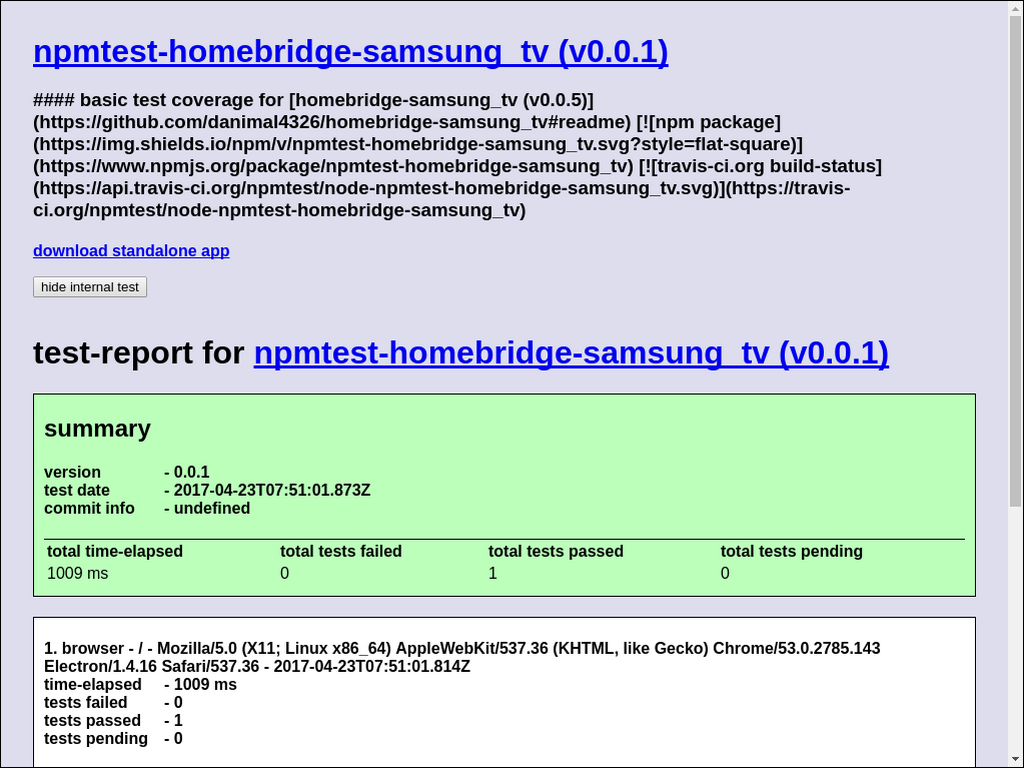 npmtest-homebridge-samsung_tv (v0.0.1)
#### basic test coverage for [homebridge-samsung_tv (v0.0.5)]
(https://github.com/danimal4326/homebridge-samsung_tv#readme) [![npm package]
(https://img.shields.io/npm/v/npmtest-homebridge-samsung_tv.svg?style=flat-square)]
(https://www.npmjs.org/package/npmtest-homebridge-samsung_tv) [![travis-ci.org build-status]
(https://api.travis-ci.org/npmtest/node-npmtest-homebridge-samsung_tv.svg)](https://travis-
ci.org/npmtest/node-npmtest-homebridge-samsung_tv)
download standalone app
hide internal test
test-report for npmtest-homebridge-samsung_tv (v0.0.1)
summary
version - 0.0.1
test date - 2017-04-23T07:51:01.873Z
commit info - undefined
total time-elapsed total tests failed total tests passed total tests pending
1009 ms 0 1 0
1. browser - / - Mozilla/5.0 (X11; Linux x86_64) AppleWebKit/537.36 (KHTML, like Gecko) Chrome/53.0.2785.143
Electron/1.4.16 Safari/537.36 - 2017-04-23T07:51:01.814Z
time-elapsed - 1009 ms
tests failed - 0
tests passed - 1
tests pending - 0